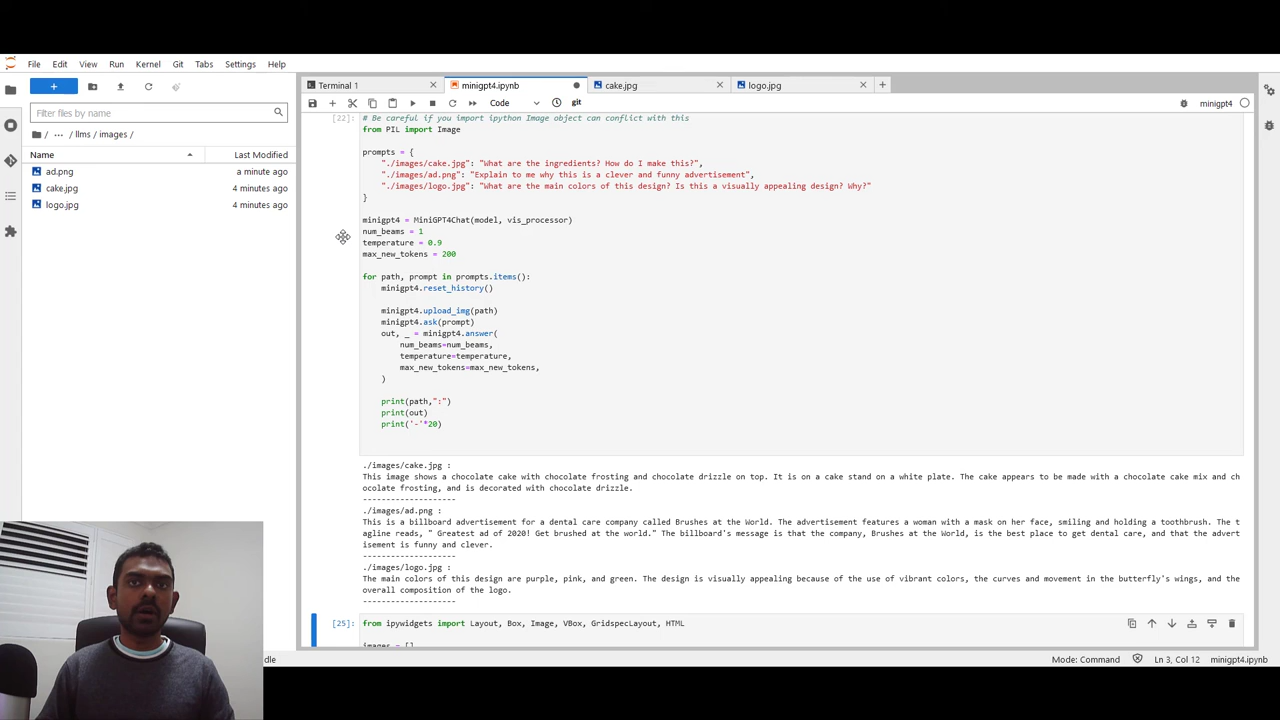 File Edit View Run Kernel Git Tabs Settings Help
Terminal 1
minigpt4.ipynb
cake.jpg
logo.jpg
Code
git
minigpt4
Filter files by name
/ ··· / llms / images /
Name Last Modified
ad.png a minute ago
cake.jpg 4 minutes ago
logo.jpg 4 minutes ago
[22]:
# Be careful if you import ipython Image object can conflict with this
from PIL import Image
prompts = {
"./images/cake.jpg": "What are the ingredients? How do I make this?",
"./images/ad.png": "Explain to me why this is a clever and funny advertisement",
"./images/logo.jpg": "What are the main colors of this design? Is this a visually appealing design? Why?"
}
minigpt4 = MiniGPT4Chat(model, vis_processor)
num_beams = 1
temperature = 0.9
max_new_tokens = 200
for path, prompt in prompts.items():
minigpt4.reset_history()
minigpt4.upload_img(path)
minigpt4.ask(prompt)
out, _ = minigpt4.answer(
num_beams=num_beams,
temperature=temperature,
max_new_tokens=max_new_tokens,
)
print(path,":")
print(out)
print('-'*20)
./images/cake.jpg :
This image shows a chocolate cake with chocolate frosting and chocolate drizzle on top. It is on a cake stand on a white plate. The cake appears to be made with a chocolate cake mix and ch
ocolate frosting, and is decorated with chocolate drizzle.
--------------------
./images/ad.png :
This is a billboard advertisement for a dental care company called Brushes at the World. The advertisement features a woman with a mask on her face, smiling and holding a toothbrush. The t
agline reads, " Greatest ad of 2020! Get brushed at the world." The billboard's message is that the company, Brushes at the World, is the best place to get dental care, and that the advert
isement is funny and clever.
--------------------
./images/logo.jpg :
The main colors of this design are purple, pink, and green. The design is visually appealing because of the use of vibrant colors, the curves and movement in the butterfly's wings, and the
overall composition of the logo.
--------------------
[25]:
from ipywidgets import Layout, Box, Image, VBox, GridspecLayout, HTML
images = []
dle
Mode: Command
Ln 3, Col 12
minigpt4.ipynb